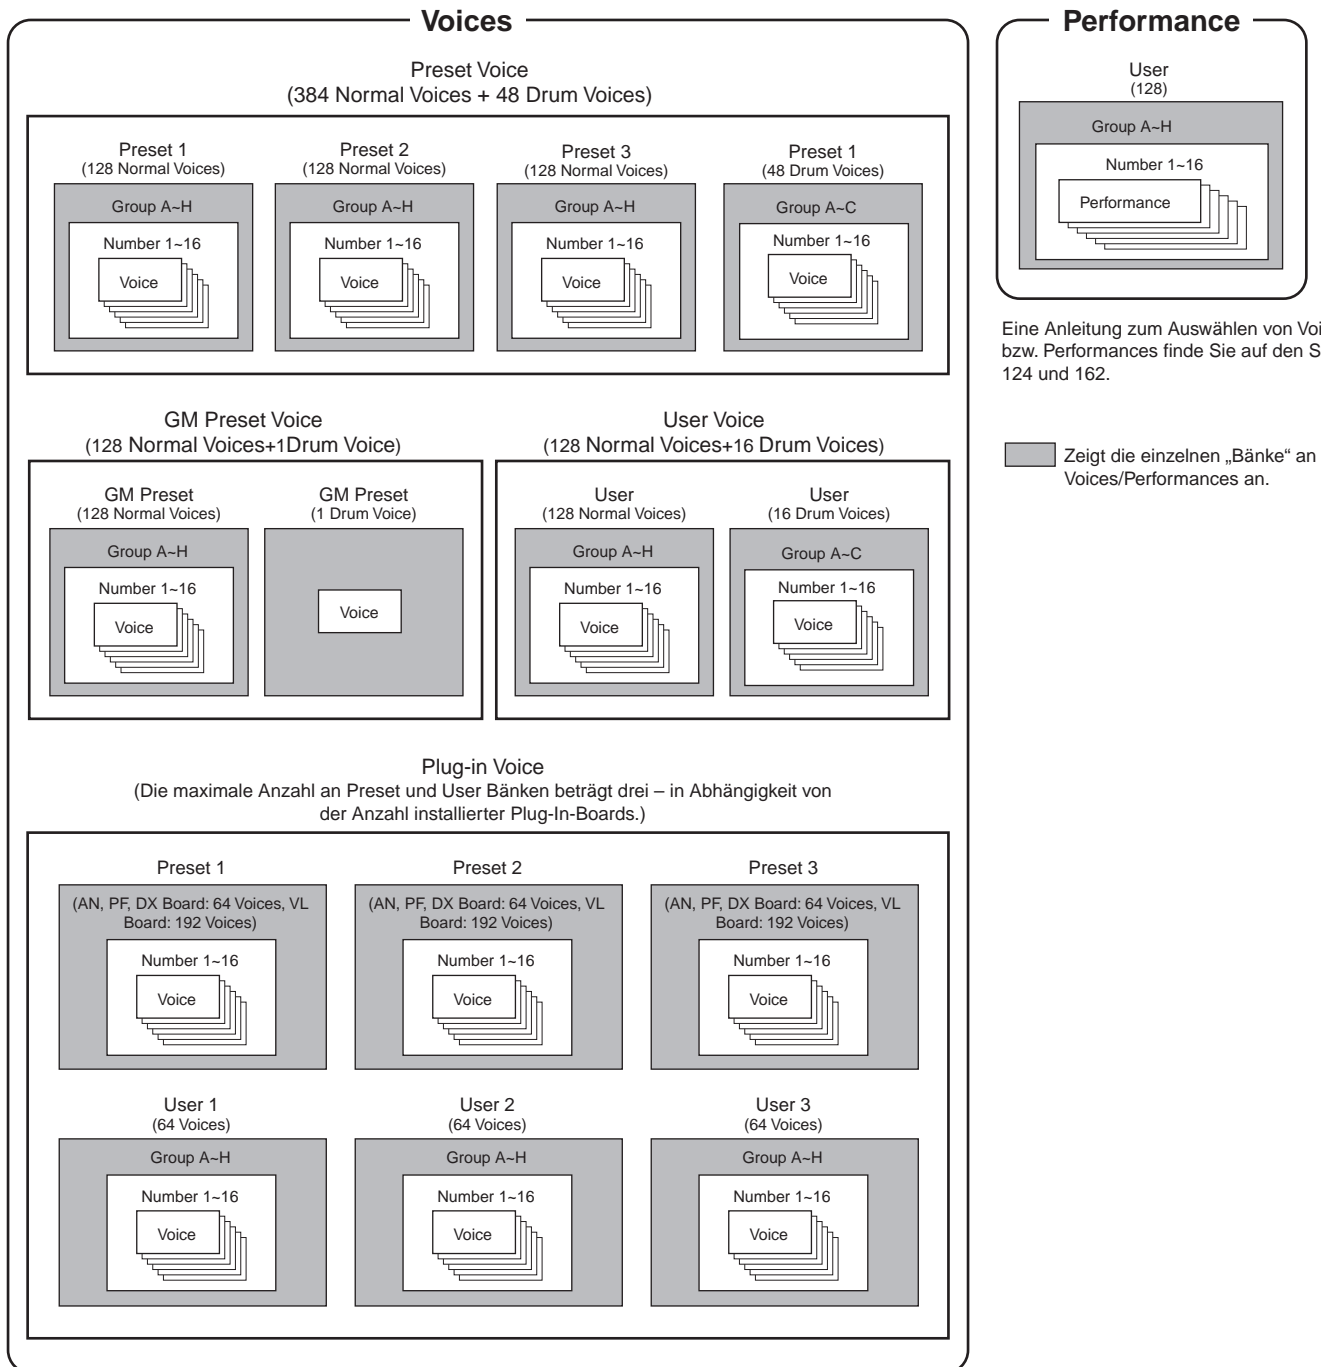 Voices
Preset Voice
(384 Normal Voices + 48 Drum Voices)
Preset 1
(128 Normal Voices)
Group A~H
Number 1~16
Voice
Preset 2
(128 Normal Voices)
Group A~H
Number 1~16
Voice
Preset 3
(128 Normal Voices)
Group A~H
Number 1~16
Voice
Preset 1
(48 Drum Voices)
Group A~C
Number 1~16
Voice
GM Preset Voice
(128 Normal Voices+1Drum Voice)
GM Preset
(128 Normal Voices)
Group A~H
Number 1~16
Voice
GM Preset
(1 Drum Voice)
Voice
User Voice
(128 Normal Voices+16 Drum Voices)
User
(128 Normal Voices)
Group A~H
Number 1~16
Voice
User
(16 Drum Voices)
Group A~C
Number 1~16
Voice
Plug-in Voice
(Die maximale Anzahl an Preset und User Bänken beträgt drei – in Abhängigkeit von
der Anzahl installierter Plug-In-Boards.)
Preset 1
(AN, PF, DX Board: 64 Voices, VL
Board: 192 Voices)
Number 1~16
Voice
Preset 2
(AN, PF, DX Board: 64 Voices, VL
Board: 192 Voices)
Number 1~16
Voice
Preset 3
(AN, PF, DX Board: 64 Voices, VL
Board: 192 Voices)
Number 1~16
Voice
User 1
(64 Voices)
Group A~H
Number 1~16
Voice
User 2
(64 Voices)
Group A~H
Number 1~16
Voice
User 3
(64 Voices)
Group A~H
Number 1~16
Voice
Performance
User
(128)
Group A~H
Number 1~16
Performance
Eine Anleitung zum Auswählen von
bzw. Performances finde Sie auf den
124 und 162.
Zeigt die einzelnen „Bänke“ an
Voices/Performances an.